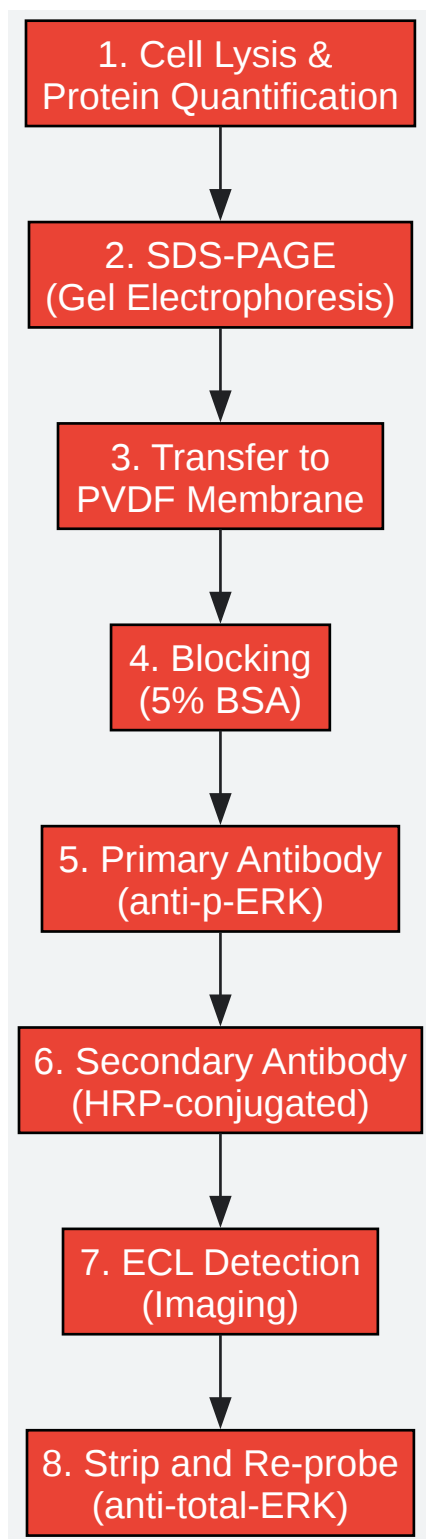 1. Cell Lysis &
Protein Quantification
2. SDS-PAGE
(Gel Electrophoresis)
3. Transfer to
PVDF Membrane
4. Blocking
(5% BSA)
5. Primary Antibody
(anti-p-ERK)
6. Secondary Antibody
(HRP-conjugated)
7. ECL Detection
(Imaging)
8. Strip and Re-probe
(anti-total-ERK)